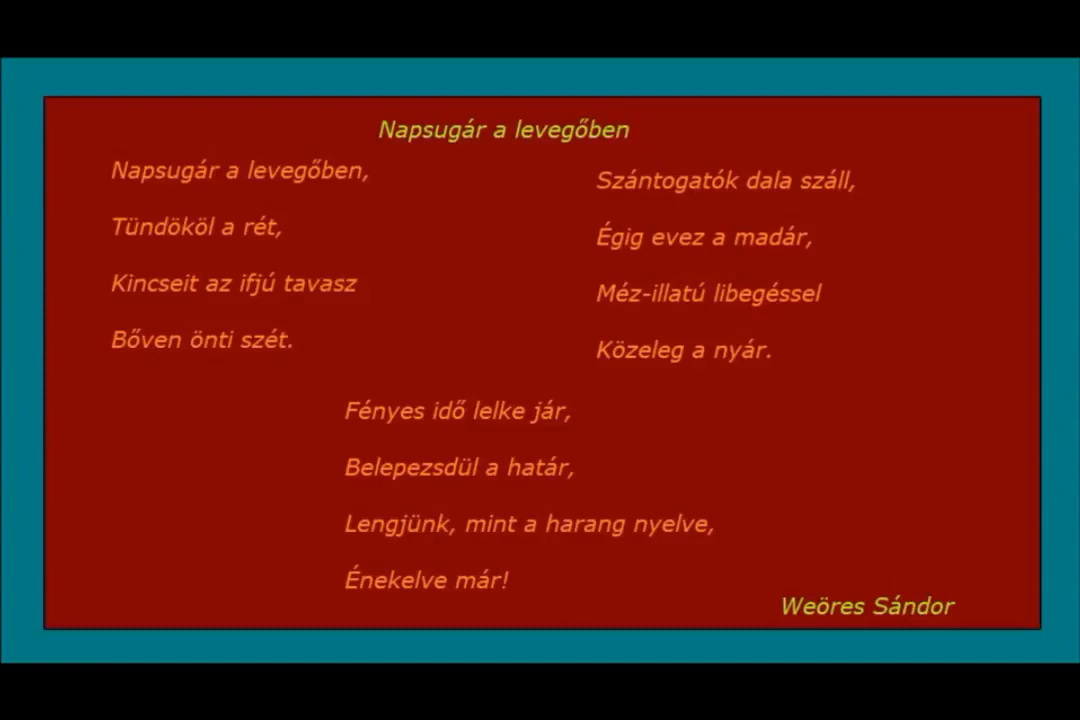 Napsugár a levegőben
Napsugár a levegőben,
Tündököl a rét,
Kincseit az ifjú tavasz
Bőven önti szét.
Szántogatók dala száll,
Égig evez a madár,
Méz-illatú libegéssel
Közeleg a nyár.
Fényes idő lelke jár,
Belepezsdül a határ,
Lengjünk, mint a harang nyelve,
Énekelve már!
Weöres Sándor